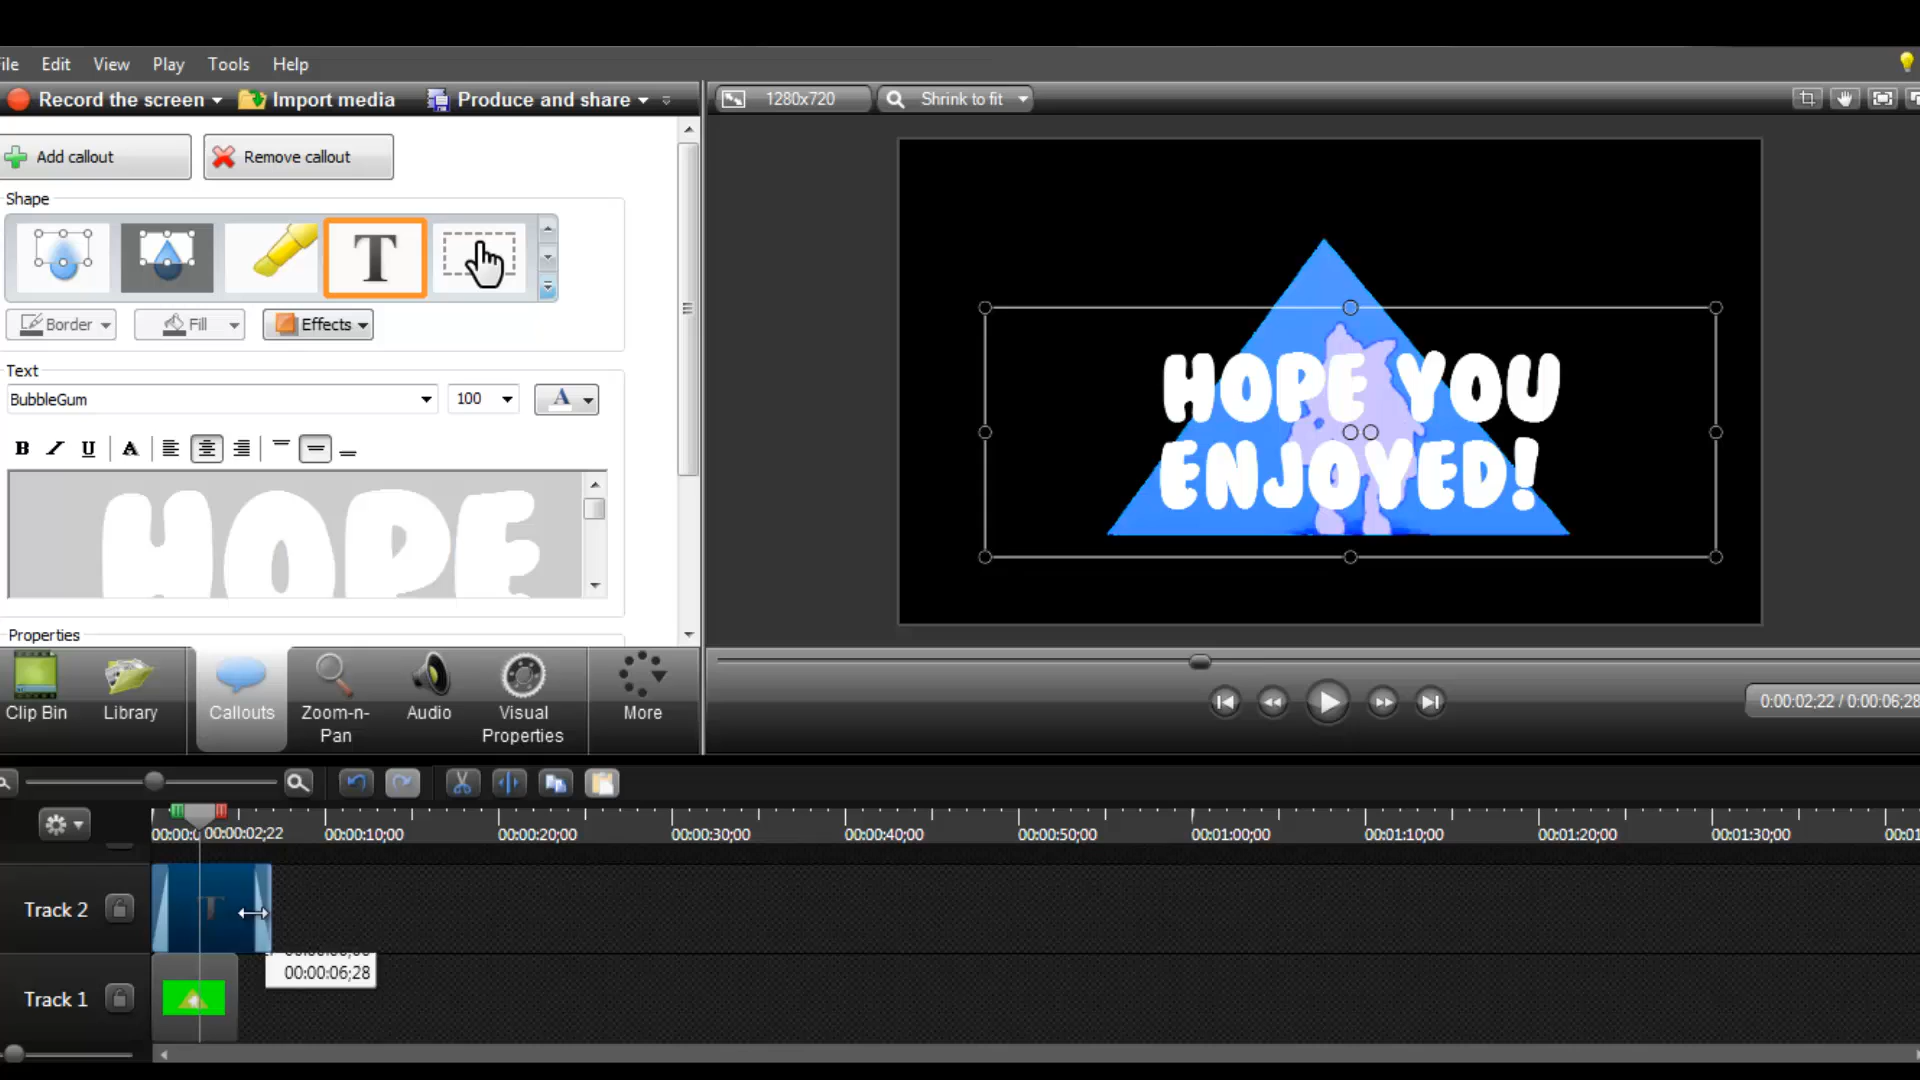 ile Edit View Play Tools Help
Record the screen Import media Produce and share
1280x720 Shrink to fit
Add callout Remove callout
Shape
T
Border Fill Effects
Text
BubbleGum 100 A
B I U A
HOPE
Properties
HOPE YOU
ENJOYED!
Clip Bin Library Callouts Zoom-n-
Pan Audio Visual
Properties More
0:00:02;22 / 0:00:06;28
00:00:02;22 00:00:10;00 00:00:20;00 00:00:30;00 00:00:40;00 00:00:50;00 00:01:00;00 00:01:10;00 00:01:20;00 00:01:30;00
Track 2 T
00:00:06;28
Track 1